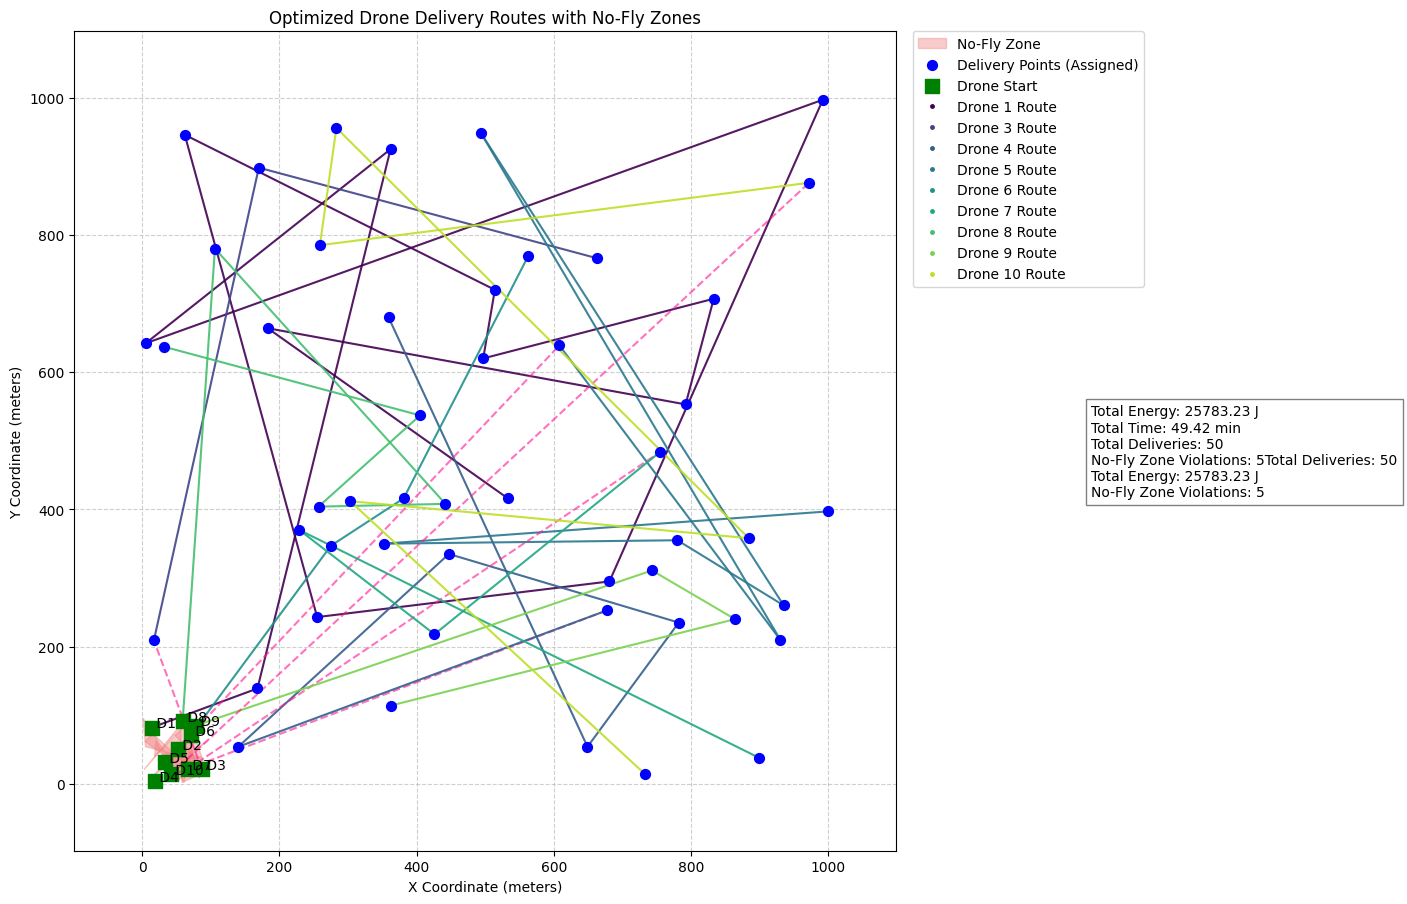 Optimized Drone Delivery Routes with No-Fly Zones
No-Fly Zone
Delivery Points (Assigned)
Drone Start
Drone 1 Route
Drone 3 Route
Drone 4 Route
Drone 5 Route
Drone 6 Route
Drone 7 Route
Drone 8 Route
Drone 9 Route
Drone 10 Route
Total Energy: 25783.23 J
Total Time: 49.42 min
Total Deliveries: 50
No-Fly Zone Violations: 5Total Deliveries: 50
Total Energy: 25783.23 J
No-Fly Zone Violations: 5
Y Coordinate (meters)
1000
800
600
400
200
0
D1
D8
D9
D6
D2
D5
D7
D3
D10
D4
0
200
400
600
800
1000
X Coordinate (meters)